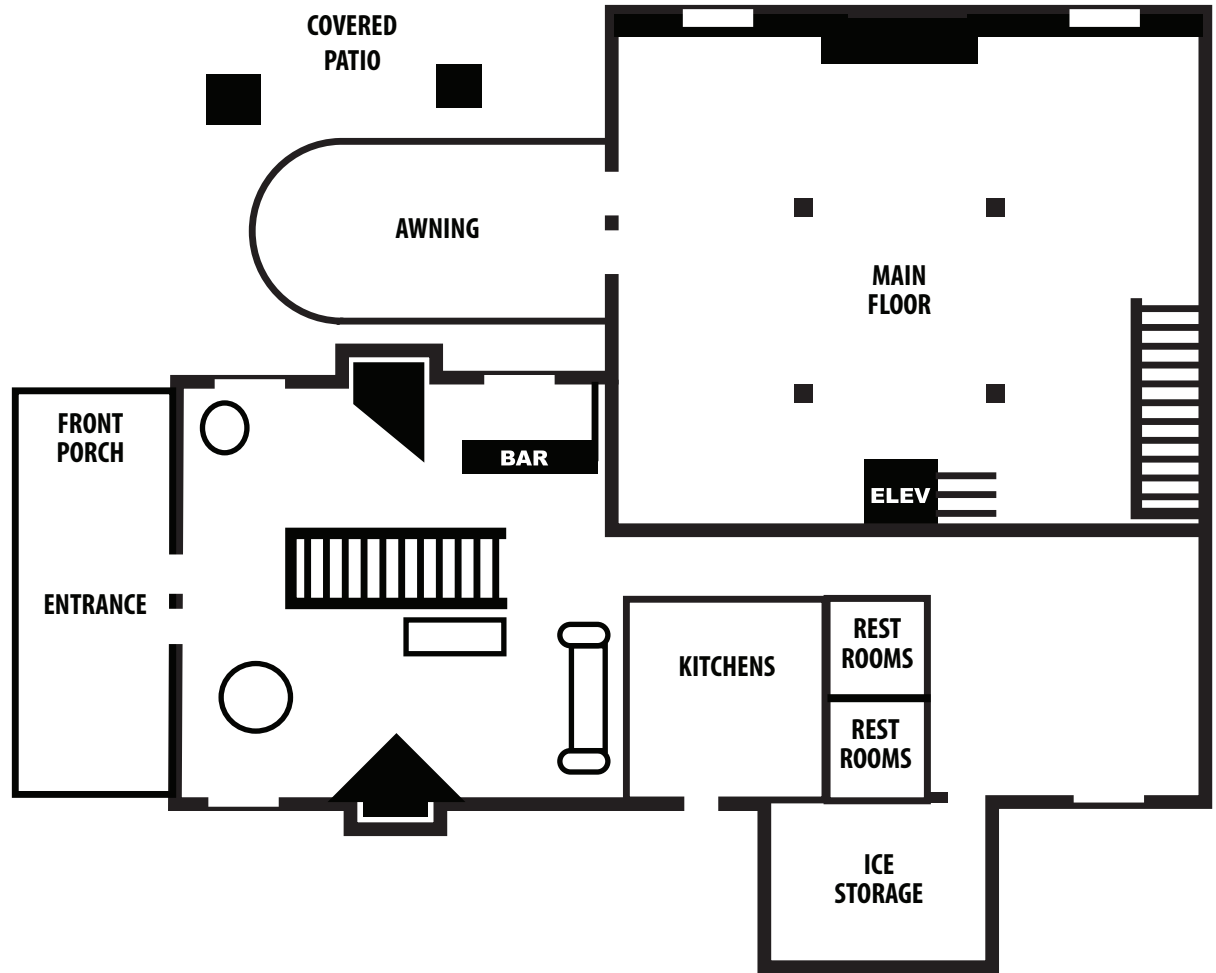 COVERED
PATIO
AWNING
MAIN
FLOOR
FRONT
PORCH
BAR
ELEV
ENTRANCE
REST
ROOMS
KITCHENS
REST
ROOMS
ICE
STORAGE